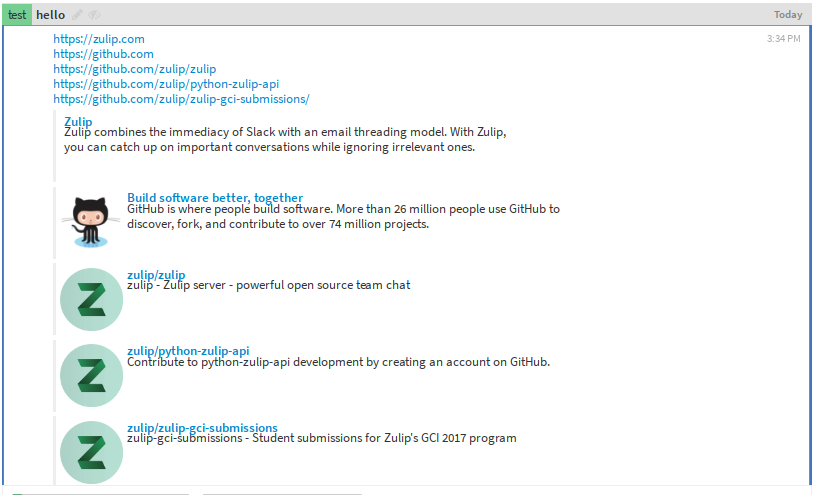 test hello Today
https://zulip.com 3:34 PM
https://github.com
https://github.com/zulip/zulip
https://github.com/zulip/python-zulip-api
https://github.com/zulip/zulip-gci-submissions/
Zulip
Zulip combines the immediacy of Slack with an email threading model. With Zulip,
you can catch up on important conversations while ignoring irrelevant ones.
Build software better, together
GitHub is where people build software. More than 26 million people use GitHub to
discover, fork, and contribute to over 74 million projects.
zulip/zulip
zulip - Zulip server - powerful open source team chat
zulip/python-zulip-api
Contribute to python-zulip-api development by creating an account on GitHub.
zulip/zulip-gci-submissions
zulip-gci-submissions - Student submissions for Zulip's GCI 2017 program